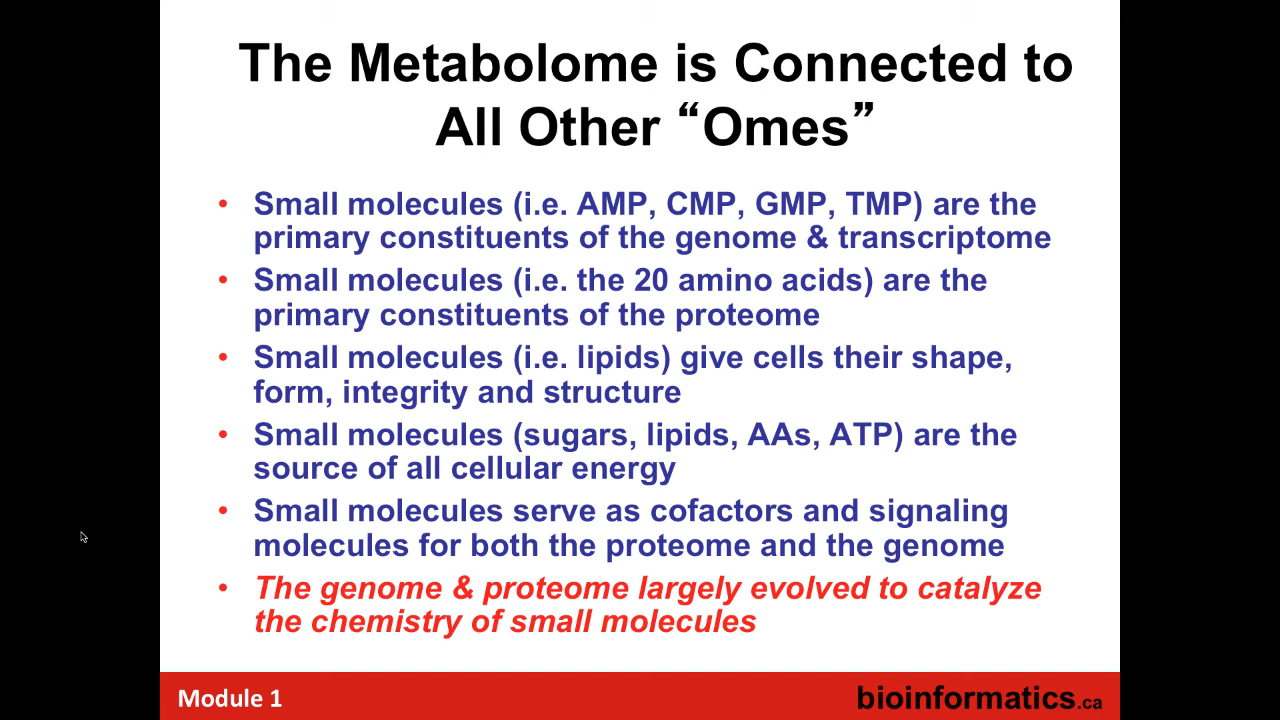 The Metabolome is Connected to
All Other “Omes”
• Small molecules (i.e. AMP, CMP, GMP, TMP) are the
primary constituents of the genome & transcriptome
• Small molecules (i.e. the 20 amino acids) are the
primary constituents of the proteome
• Small molecules (i.e. lipids) give cells their shape,
form, integrity and structure
• Small molecules (sugars, lipids, AAs, ATP) are the
source of all cellular energy
• Small molecules serve as cofactors and signaling
molecules for both the proteome and the genome
• The genome & proteome largely evolved to catalyze
the chemistry of small molecules
Module 1
bioinformatics.ca